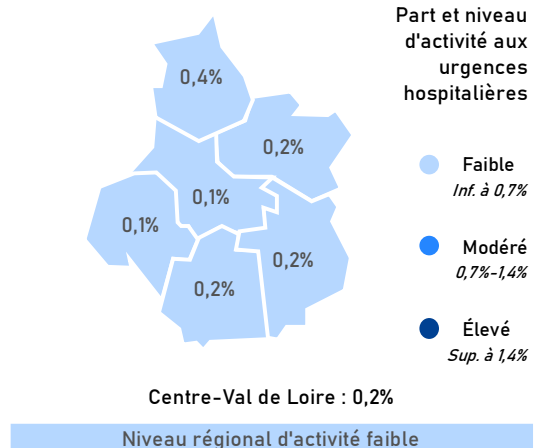 Part et niveau
d'activité aux
urgences
hospitalières
0,4%
0,2%
0,1%
0,1%
0,2%
0,2%
Faible
Inf. à 0,7%
Modéré
0,7%-1,4%
Élevé
Sup. à 1,4%
Centre-Val de Loire : 0,2%
Niveau régional d'activité faible